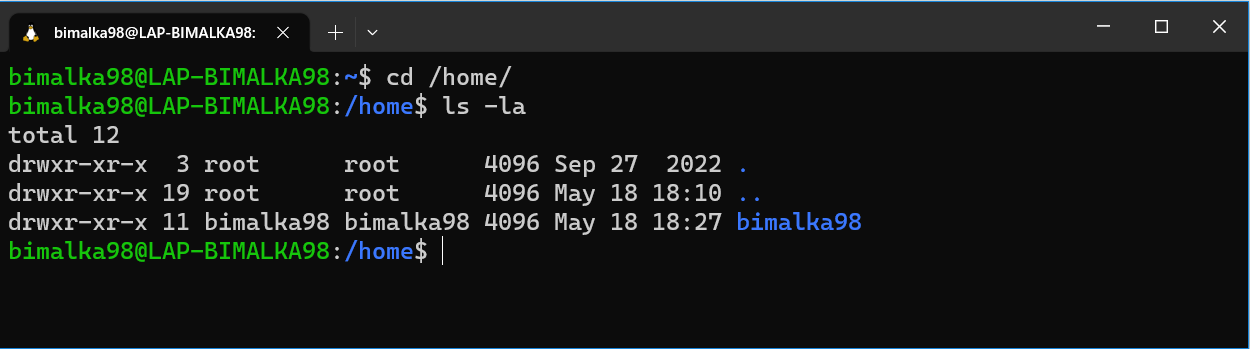 bimalka98@LAP-BIMALKA98:
bimalka98@LAP-BIMALKA98:~$ cd /home/
bimalka98@LAP-BIMALKA98:/home$ ls -la
total 12
drwxr-xr-x  3 root      root      4096 Sep 27  2022 .
drwxr-xr-x 19 root      root      4096 May 18 18:10 ..
drwxr-xr-x 11 bimalka98 bimalka98 4096 May 18 18:27 bimalka98
bimalka98@LAP-BIMALKA98:/home$